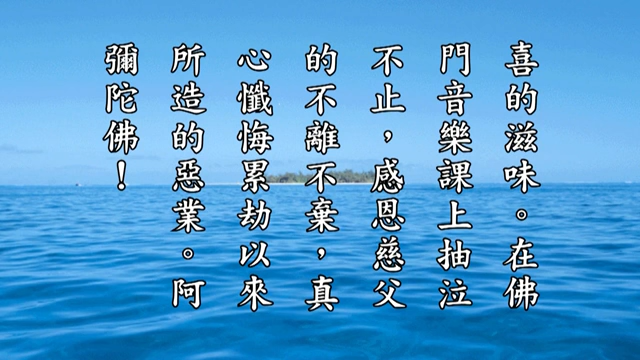 喜的滋味。在佛
門音樂課上抽泣
不止，感恩慈父
的不離不棄，真
心懺悔累劫以來
所造的惡業。阿
彌陀佛！